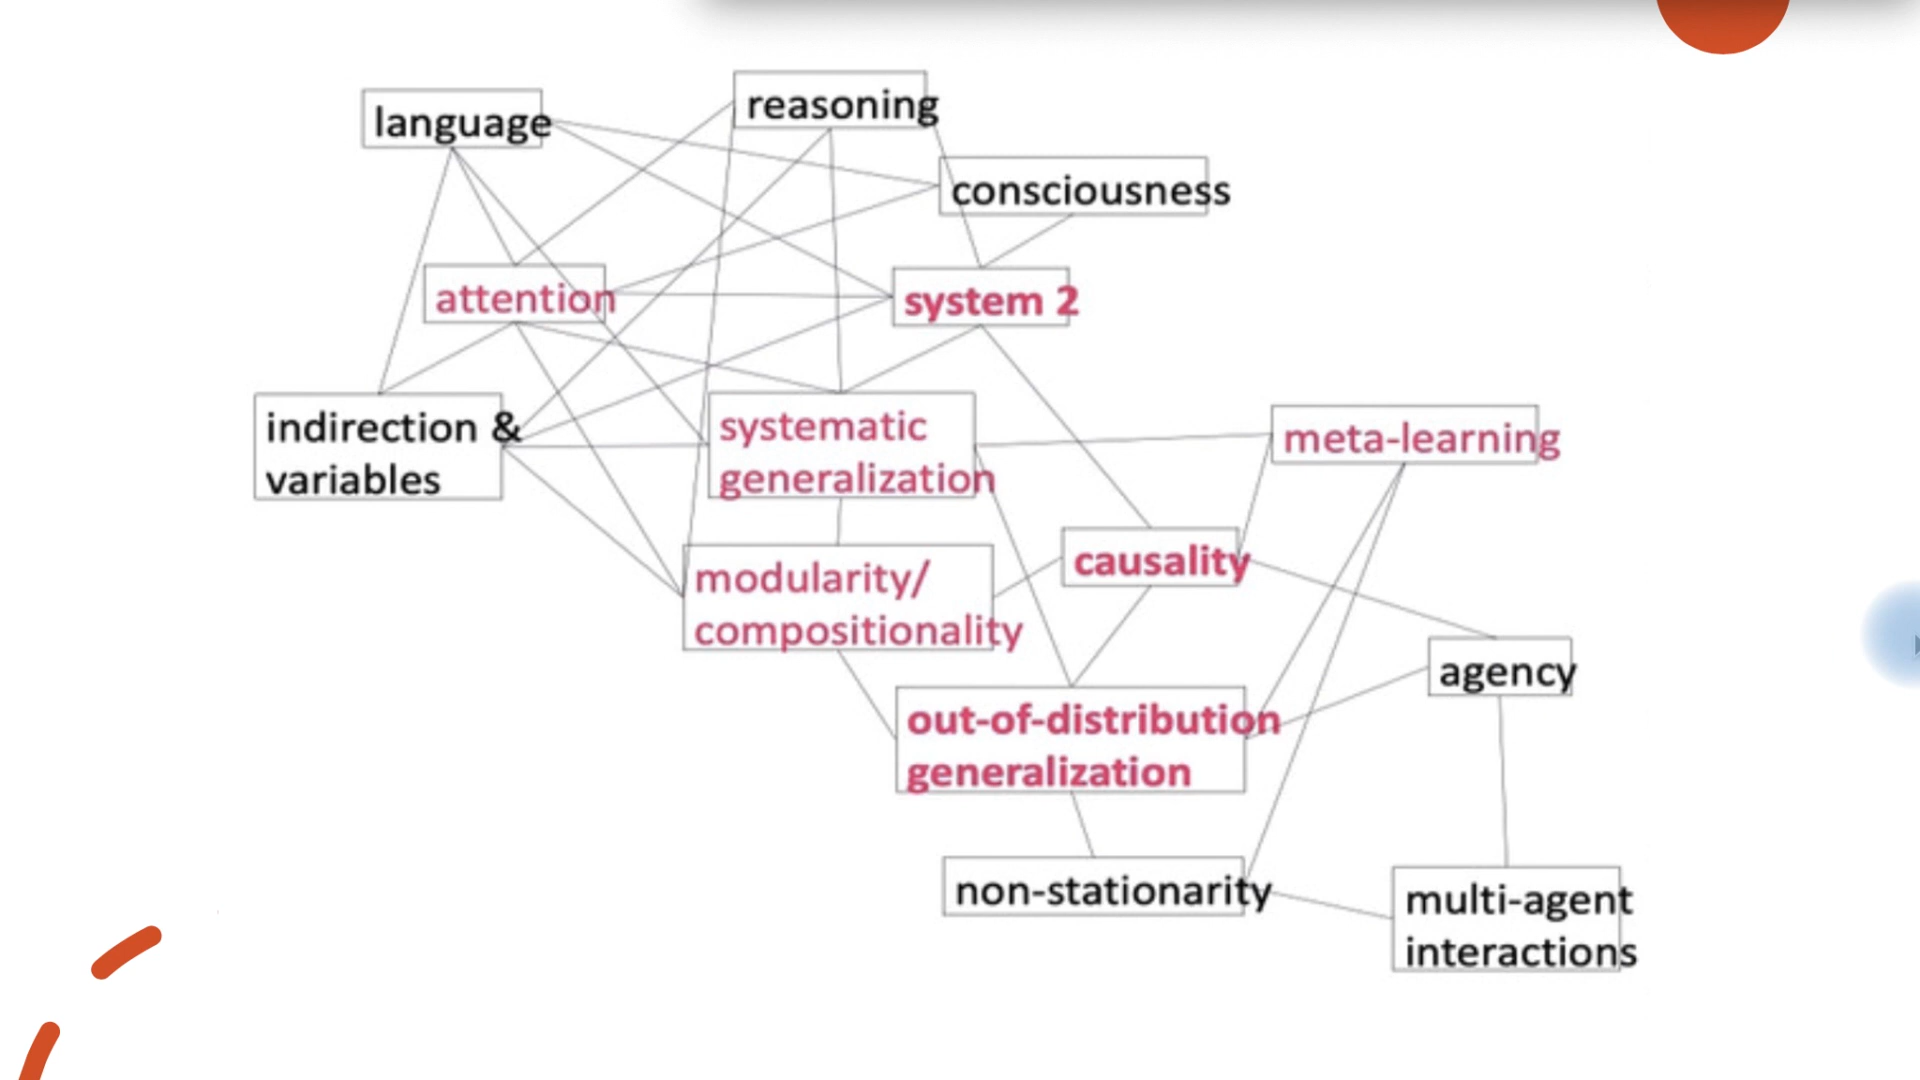 language
reasoning
consciousness
attention
system 2
indirection &
variables
systematic
generalization
meta-learning
modularity/
compositionality
causality
agency
out-of-distribution
generalization
non-stationarity
multi-agent
interactions